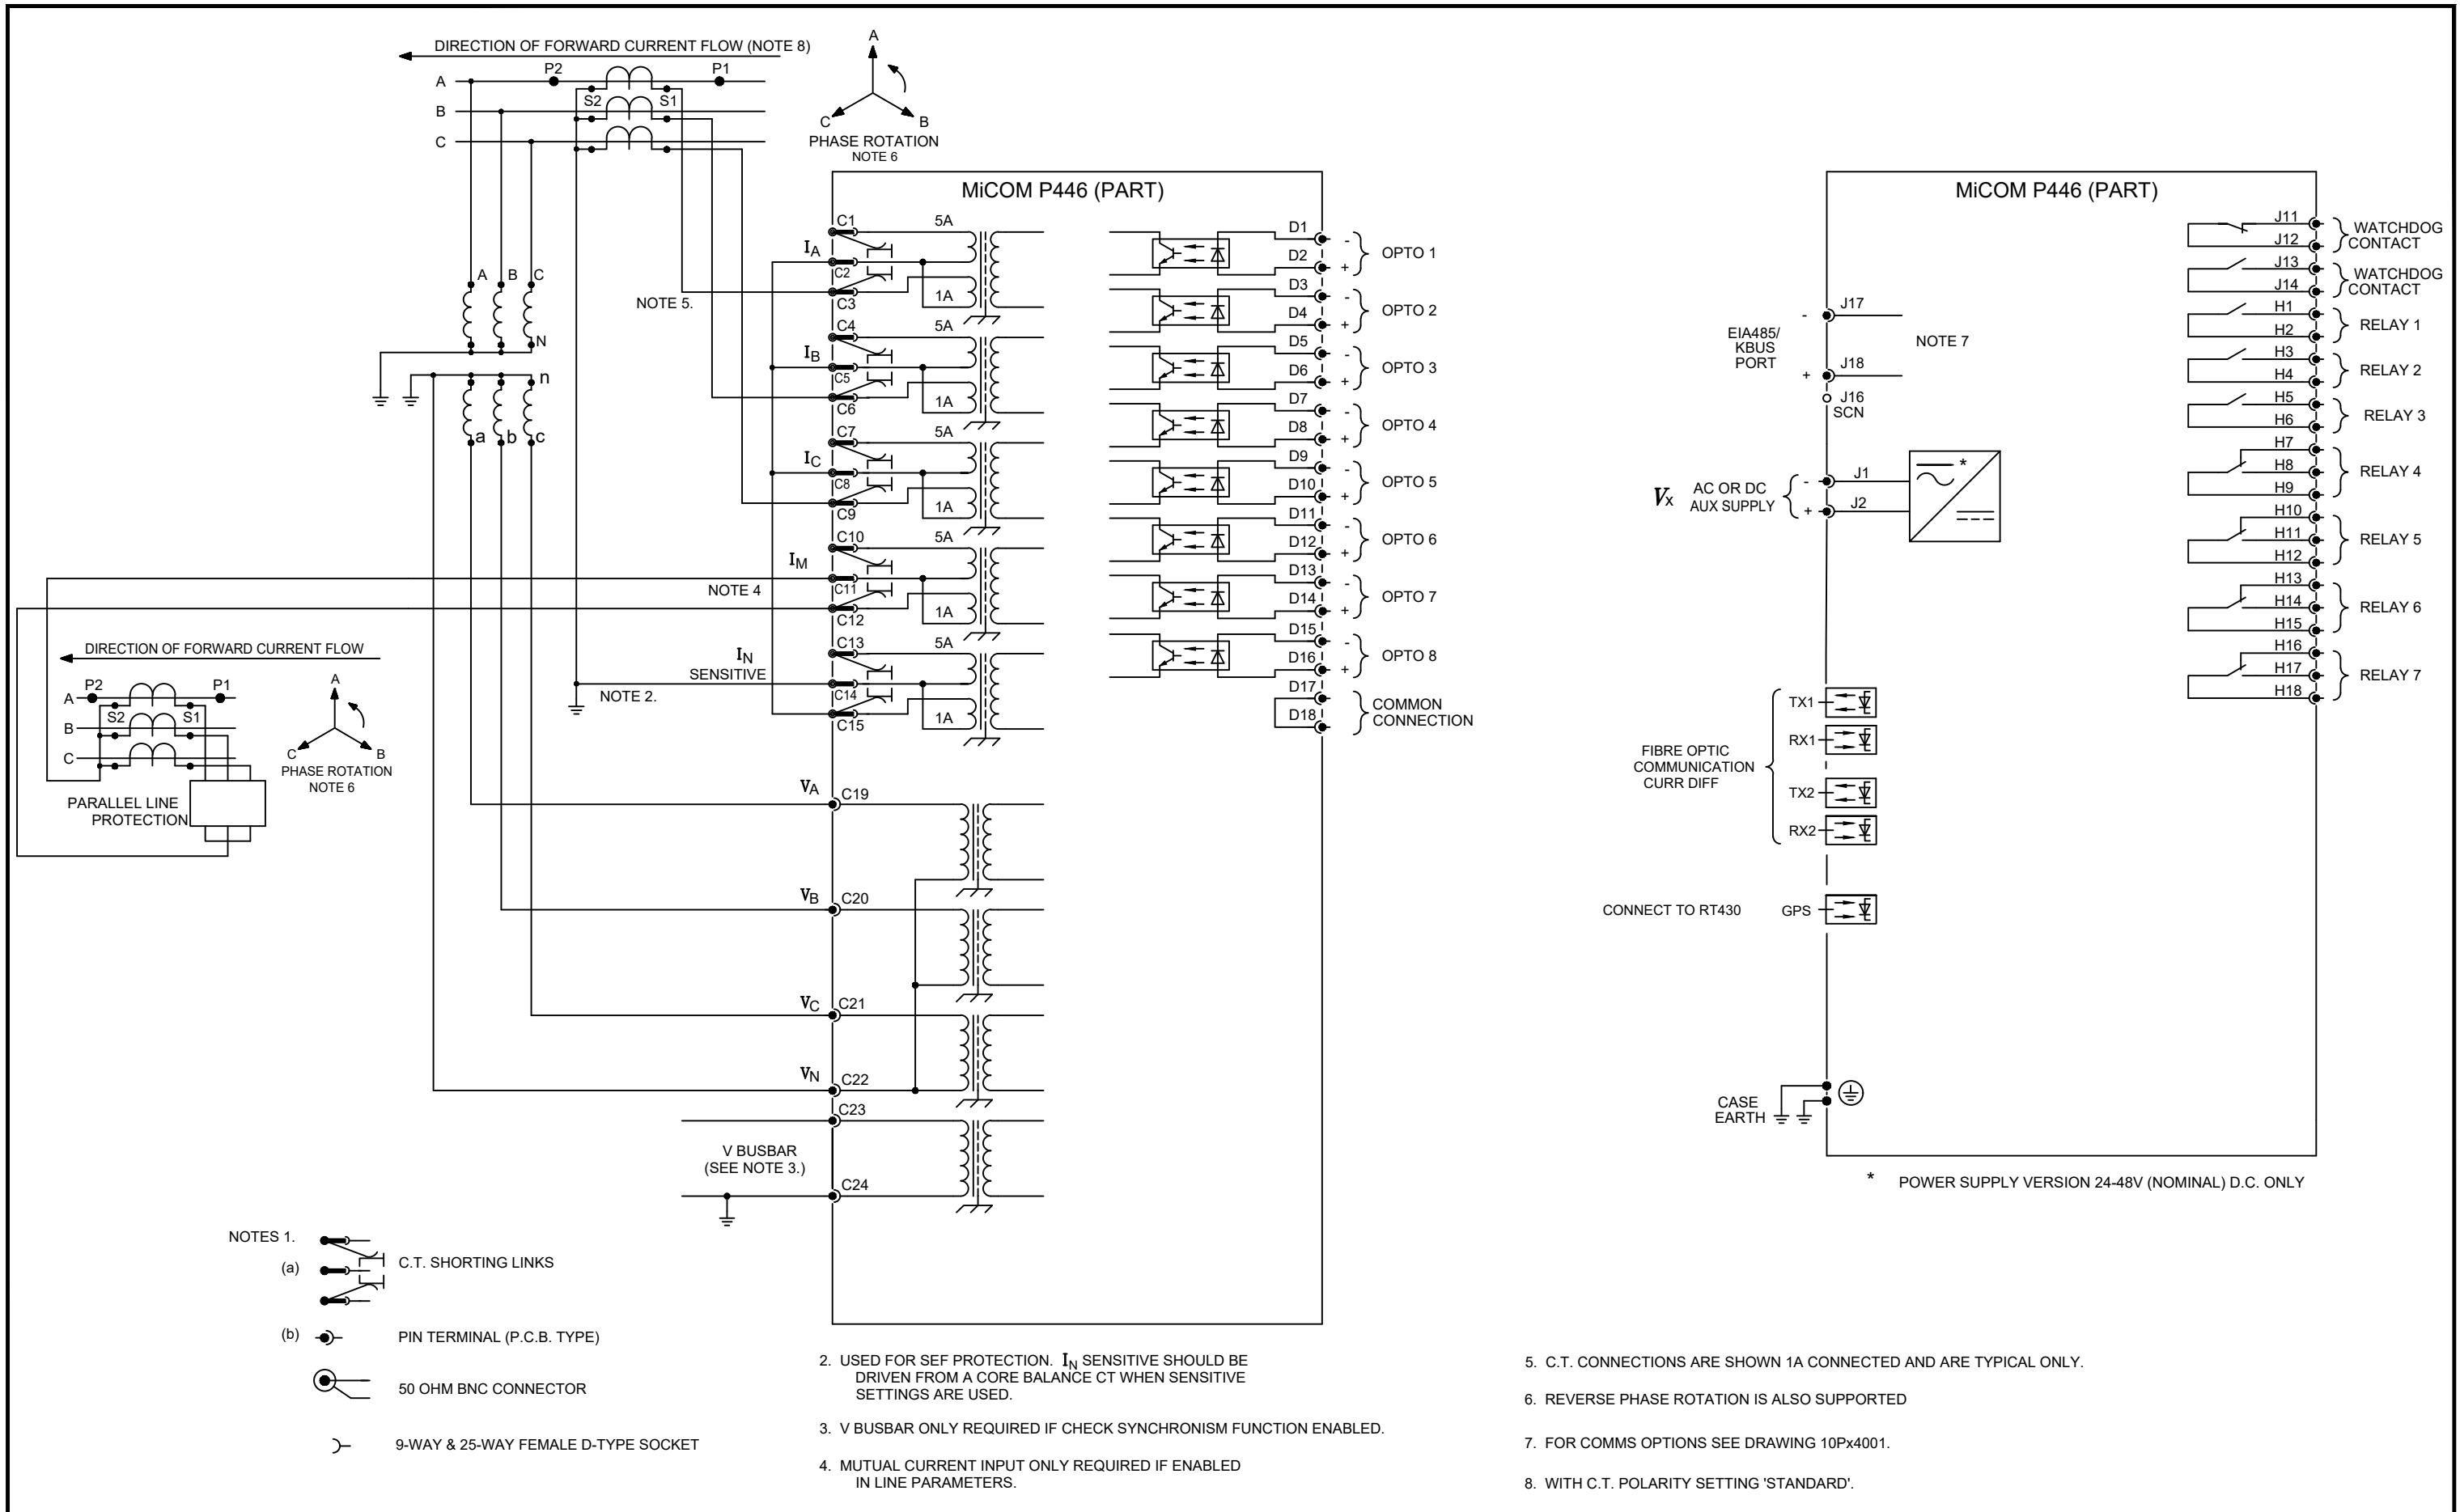 DIRECTION OF FORWARD CURRENT FLOW (NOTE 8)
A
P2
P1
S2
S1
B
C
A
C
B
PHASE ROTATION
NOTE 6
A
B
C
N
n
a
b
c
NOTE 5.
NOTE 4
NOTE 2.
DIRECTION OF FORWARD CURRENT FLOW
A
P2
P1
S2
S1
B
C
A
C
B
PHASE ROTATION
NOTE 6
PARALLEL LINE
PROTECTION
MiCOM P446 (PART)
C1
5A
IA
C2
1A
C3
C4
5A
IB
C5
1A
C6
C7
5A
IC
C8
1A
C9
C10
5A
IM
C11
1A
C12
C13
5A
IN
SENSITIVE
C14
1A
C15
VA
C19
VB
C20
VC
C21
VN
C22
C23
V BUSBAR
(SEE NOTE 3.)
C24
D1
-
D2
+
OPTO 1
D3
-
D4
+
OPTO 2
D5
-
D6
+
OPTO 3
D7
-
D8
+
OPTO 4
D9
-
D10
+
OPTO 5
D11
-
D12
+
OPTO 6
D13
-
D14
+
OPTO 7
D15
-
D16
+
OPTO 8
D17
D18
COMMON
CONNECTION
MiCOM P446 (PART)
- J17
EIA485/
KBUS
PORT
NOTE 7
+ J18
J16
SCN
Vx
AC OR DC
AUX SUPPLY
- J1
+ J2
*
TX1
RX1
FIBRE OPTIC
COMMUNICATION
CURR DIFF
TX2
RX2
CONNECT TO RT430
GPS
CASE
EARTH
J11
J12
WATCHDOG
CONTACT
J13
J14
WATCHDOG
CONTACT
H1
H2
RELAY 1
H3
H4
RELAY 2
H5
H6
RELAY 3
H7
H8
H9
RELAY 4
H10
H11
H12
RELAY 5
H13
H14
H15
RELAY 6
H16
H17
H18
RELAY 7
* POWER SUPPLY VERSION 24-48V (NOMINAL) D.C. ONLY
NOTES 1.
(a)
C.T. SHORTING LINKS
(b)
PIN TERMINAL (P.C.B. TYPE)
50 OHM BNC CONNECTOR
9-WAY & 25-WAY FEMALE D-TYPE SOCKET
2. USED FOR SEF PROTECTION. IN SENSITIVE SHOULD BE
DRIVEN FROM A CORE BALANCE CT WHEN SENSITIVE
SETTINGS ARE USED.
3. V BUSBAR ONLY REQUIRED IF CHECK SYNCHRONISM FUNCTION ENABLED.
4. MUTUAL CURRENT INPUT ONLY REQUIRED IF ENABLED
IN LINE PARAMETERS.
5. C.T. CONNECTIONS ARE SHOWN 1A CONNECTED AND ARE TYPICAL ONLY.
6. REVERSE PHASE ROTATION IS ALSO SUPPORTED
7. FOR COMMS OPTIONS SEE DRAWING 10Px4001.
8. WITH C.T. POLARITY SETTING 'STANDARD'.